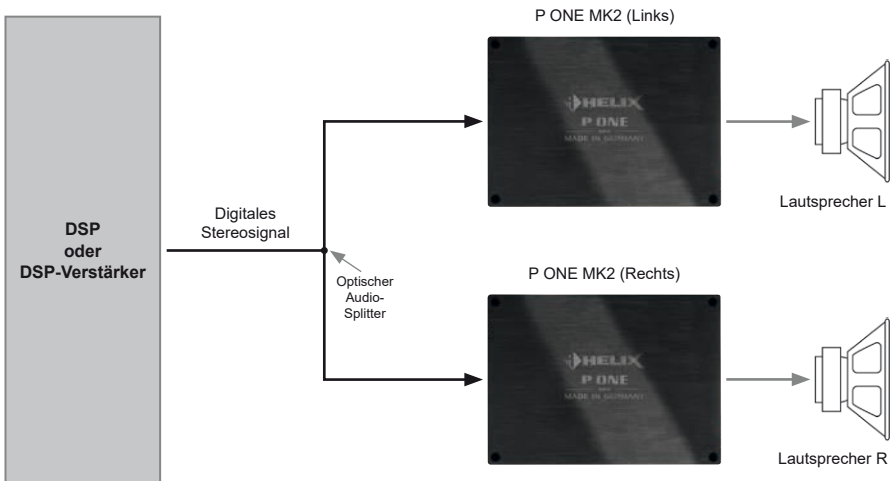 P ONE MK2 (Links)
HELIX
P ONE
MADE IN GERMANY
Lautsprecher L
DSP
oder
DSP-Verstärker
Digitales
Stereosignal
Optischer
Audio-
Splitter
P ONE MK2 (Rechts)
HELIX
P ONE
MADE IN GERMANY
Lautsprecher R